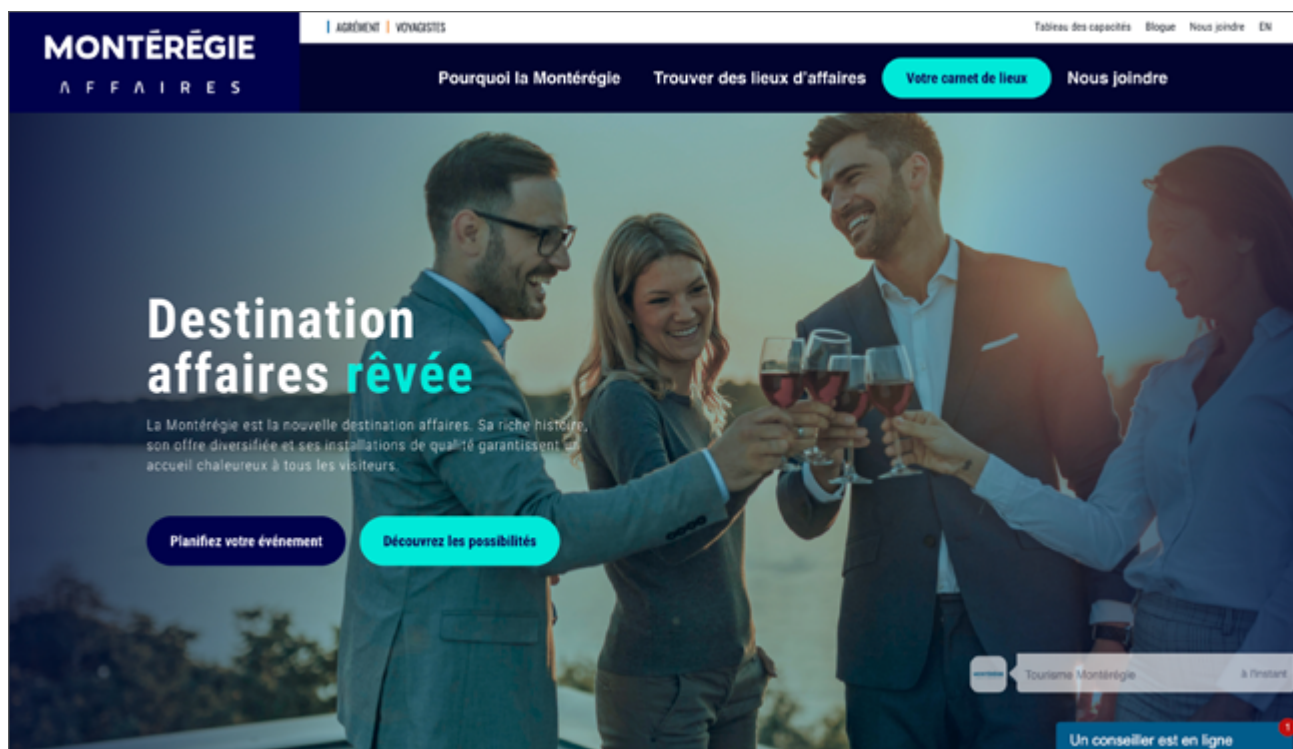 MONTÉRÉGIE
AFFAIRES
AGRÉMENT
VOYAGISTES
Tableau des capacités
Blogue
Nous joindre
EN
Pourquoi la Montérégie
Trouver des lieux d'affaires
Votre carnet de lieux
Nous joindre
Destination
affaires rêvée
La Montérégie est la nouvelle destination affaires. Sa riche histoire,
son offre diversifiée et ses installations de qualité garantissent un
accueil chaleureux à tous les visiteurs.
Planifiez votre événement
Découvrez les possibilités
Tourisme Montérégie
à l'instant
1
Un conseiller est en ligne